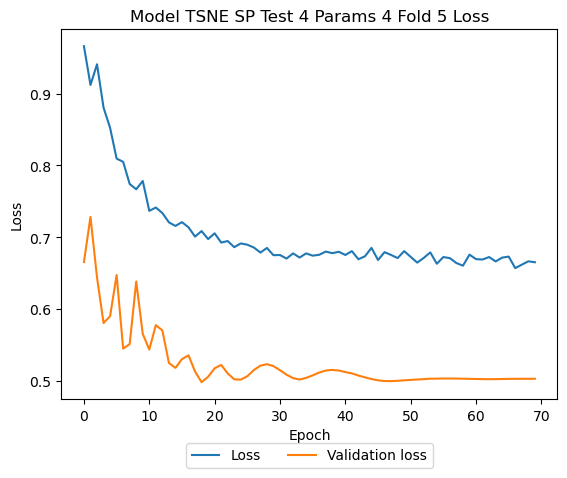 Model TSNE SP Test 4 Params 4 Fold 5 Loss
0.9
0.8
0.7
0.6
0.5
Loss
0 10 20 30 40 50 60 70
Epoch
Loss Validation loss